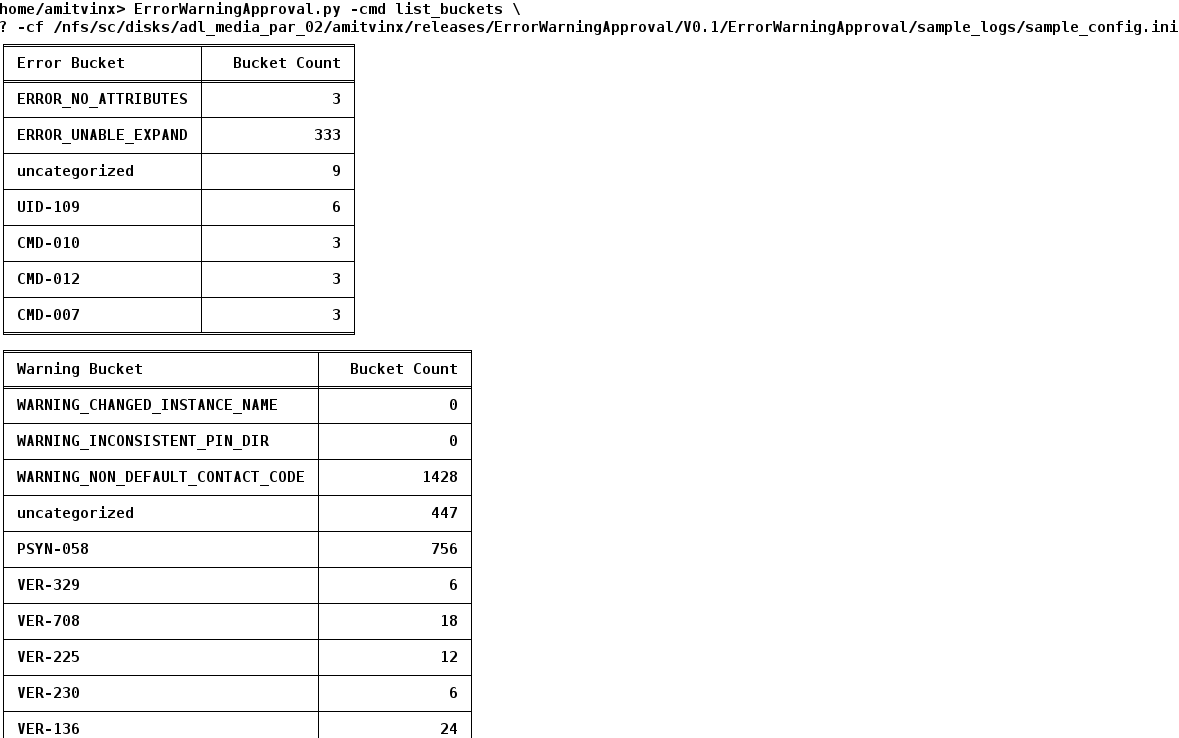 home/amitvinx> ErrorWarningApproval.py -cmd list_buckets \
? -cf /nfs/sc/disks/adl_media_par_02/amitvinx/releases/ErrorWarningApproval/V0.1/ErrorWarningApproval/sample_logs/sample_config.ini
Error Bucket Bucket Count
ERROR_NO_ATTRIBUTES 3
ERROR_UNABLE_EXPAND 333
uncategorized 9
UID-109 6
CMD-010 3
CMD-012 3
CMD-007 3
Warning Bucket Bucket Count
WARNING_CHANGED_INSTANCE_NAME 0
WARNING_INCONSISTENT_PIN_DIR 0
WARNING_NON_DEFAULT_CONTACT_CODE 1428
uncategorized 447
PSYN-058 756
VER-329 6
VER-708 18
VER-225 12
VER-230 6
VER-136 24